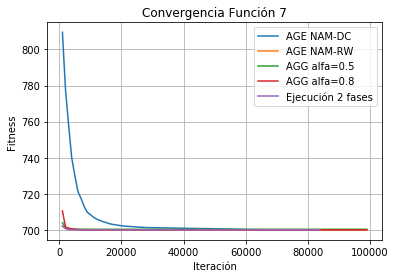 Convergencia Función 7
AGE NAM-DC
AGE NAM-RW
AGG alfa=0.5
AGG alfa=0.8
Ejecución 2 fases
Fitness
800
780
760
740
720
700
0
20000
40000
60000
80000
100000
Iteración